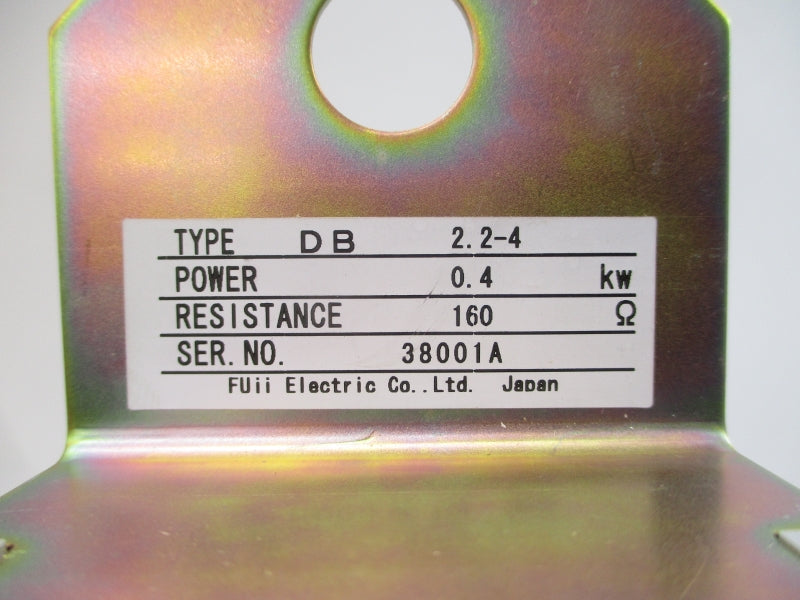 TYPE DB 2.2-4
POWER 0.4 kw
RESISTANCE 160 Ω
SER.NO. 38001A
FUii Electric Co..Ltd. Japan